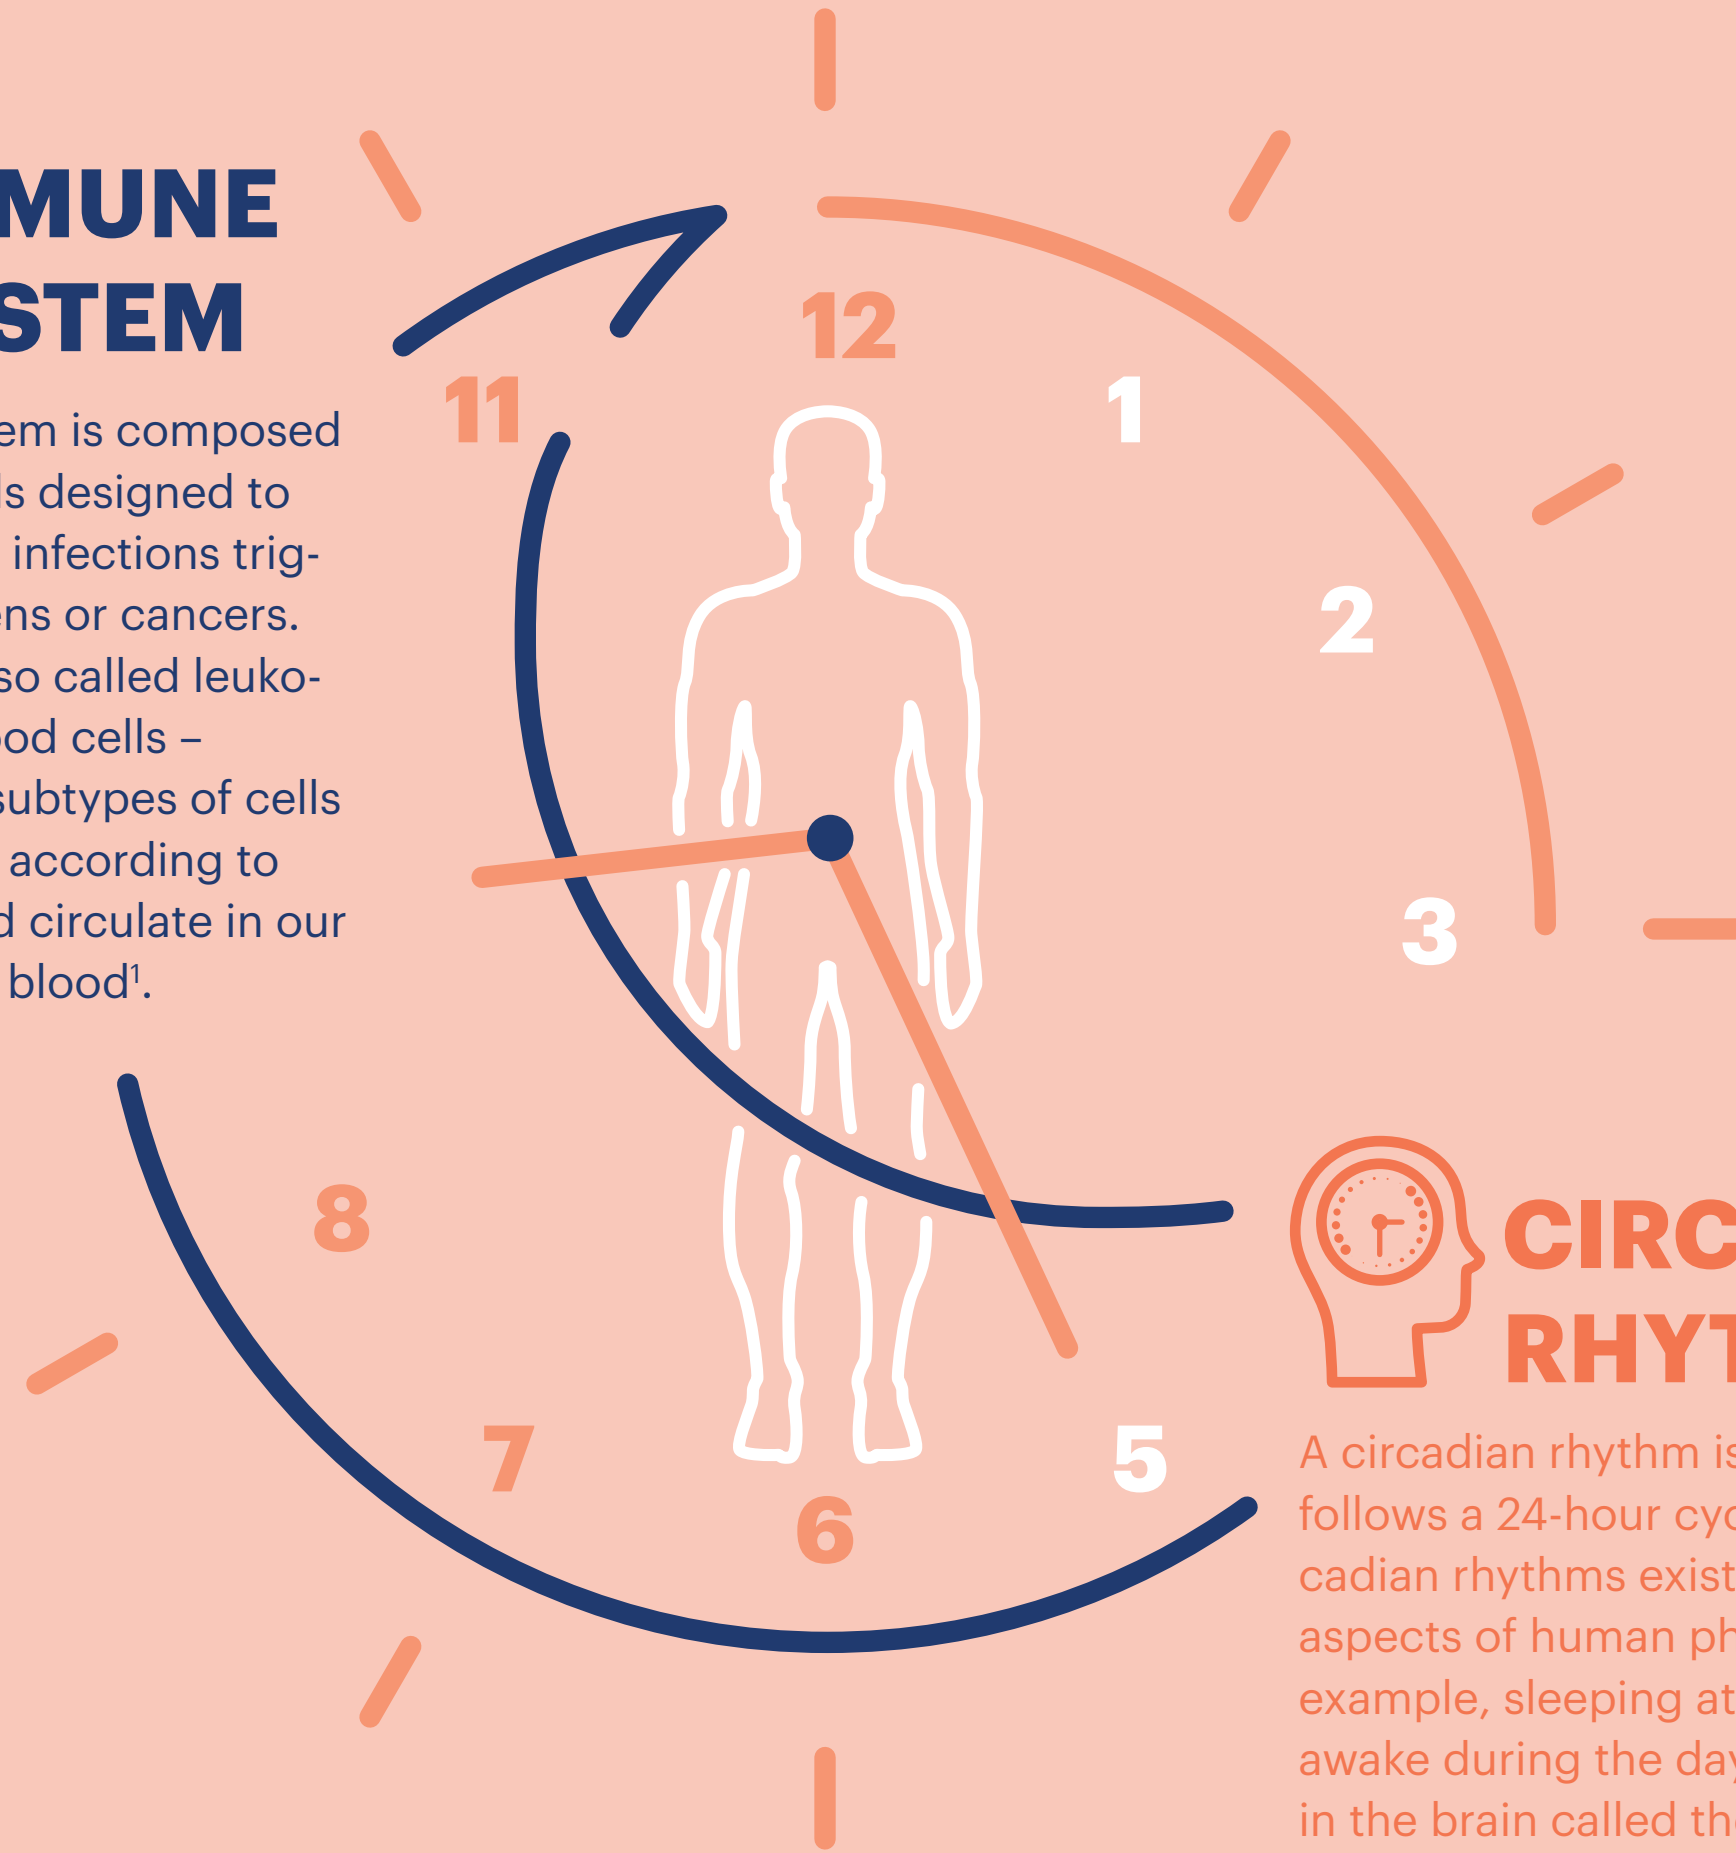 MUNE
STEM
em is composed
ls designed to
infections trig-
ens or cancers.
so called leuko-
ood cells –
subtypes of cells
according to
d circulate in our
blood¹.
12
11
1
2
3
8
7
5
6
CIRC
RHYT
A circadian rhythm is
follows a 24-hour cyc
cadian rhythms exist
aspects of human ph
example, sleeping at
awake during the day
in the brain called the